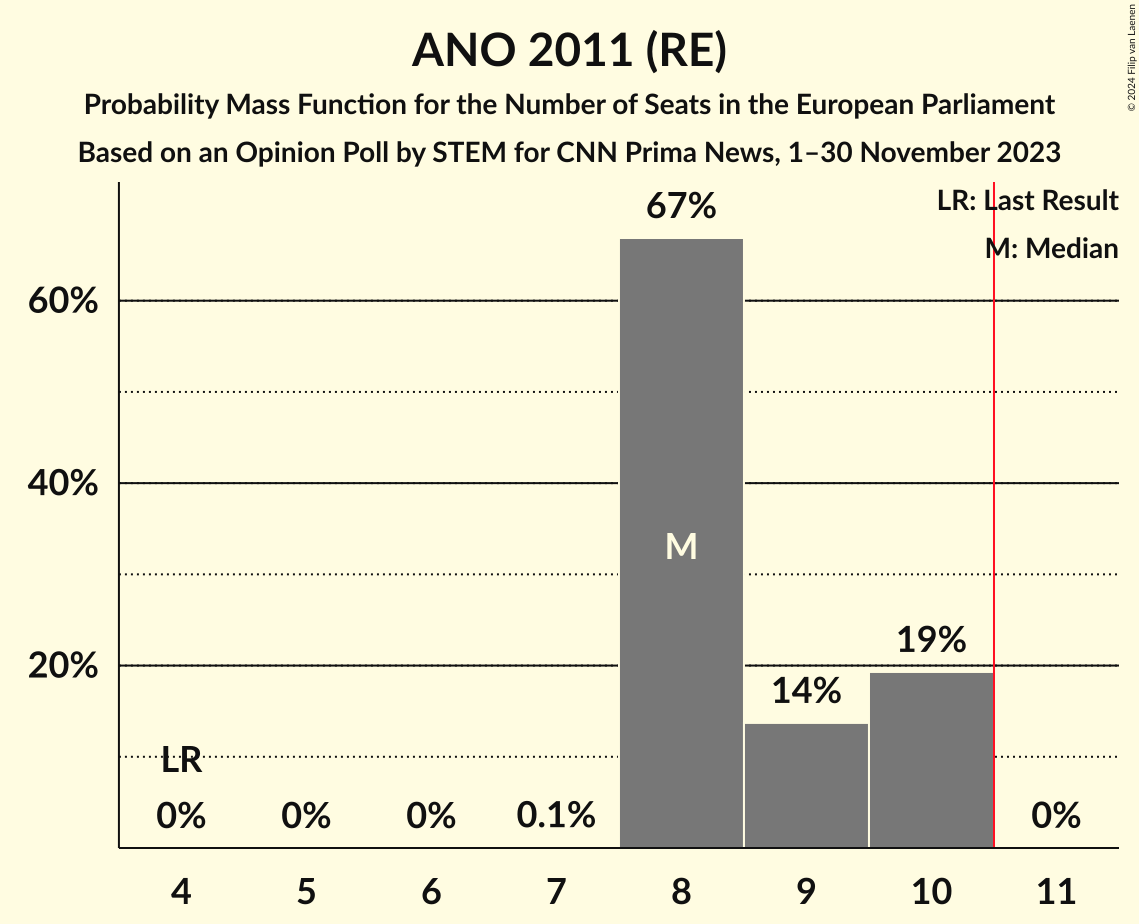 ANO 2011 (RE)
Probability Mass Function for the Number of Seats in the European Parliament
Based on an Opinion Poll by STEM for CNN Prima News, 1–30 November 2023
© 2024 Filip van Laenen
LR: Last Result
M: Median
67%
60%
40%
M
19%
20%
14%
LR
0%
0%
0%
0.1%
0%
4
5
6
7
8
9
10
11